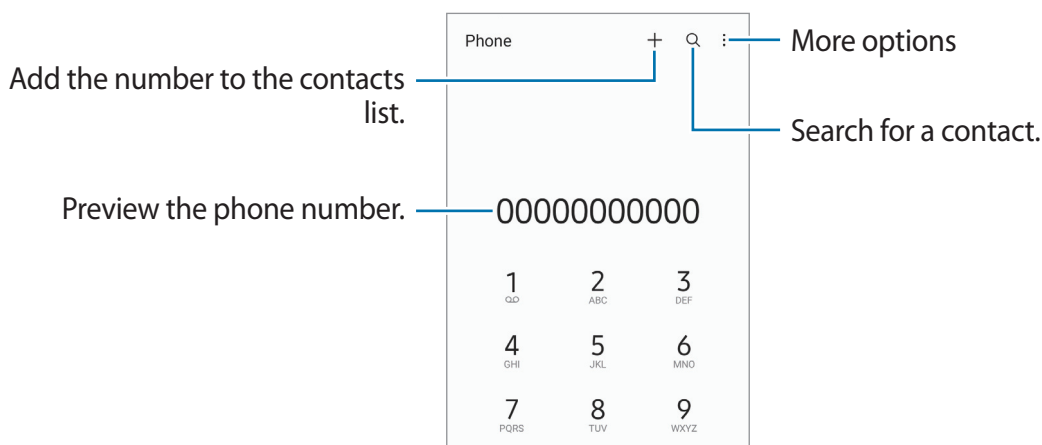 Phone
More options
Add the number to the contacts
list.
Search for a contact.
Preview the phone number.
00000000000
1 2 3
ABC DEF
4 5 6
GHI JKL MNO
7 8 9
PQRS TUV WXYZ